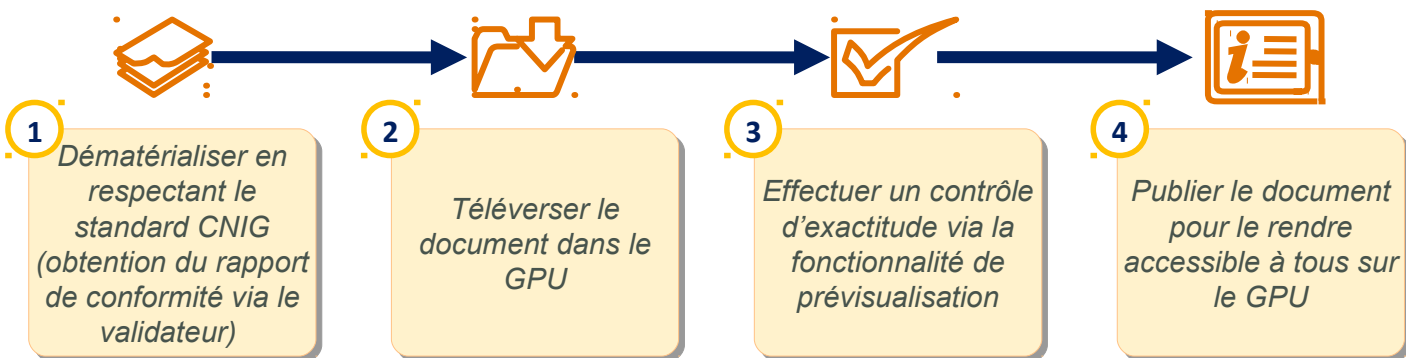 1
Dématérialiser en
respectant le
standard CNIG
(obtention du rapport
de conformité via le
validateur)
2
Téléverser le
document dans le
GPU
3
Effectuer un contrôle
d’exactitude via la
fonctionnalité de
prévisualisation
4
Publier le document
pour le rendre
accessible à tous sur
le GPU